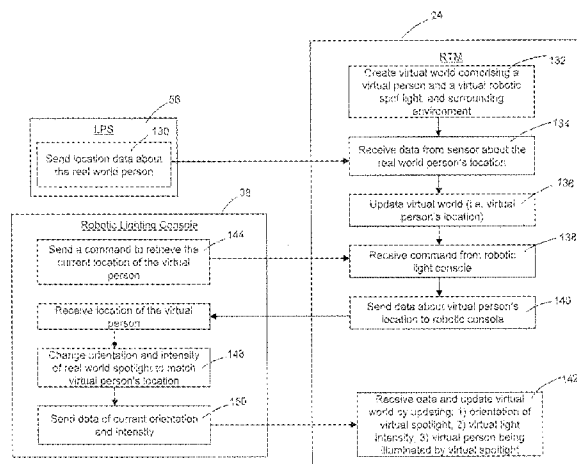 24
RTM
132
Create virtual world comprising a
virtual person and a virtual robotic
spot light, and surrounding
environment
134
Receive data from sensor about the
real world person's location
136
Update virtual world (i.e. virtual
person's location)
138
Receive command from robotic
light console
140
Send data about virtual person's
location to robotic console
142
Receive data and update virtual
world by updating: 1) orientation of
virtual spotlight, 2) virtual light
intensity, 3) virtual person being
illuminated by virtual spotlight
LPS
130
Send location data about
the real world person
39
Robotic Lighting Console
144
Send a command to retrieve the
current location of the virtual
person
Receive location of the virtual
person
148
Change orientation and intensity
of real world spotlight to match
virtual person's location
150
Send data of current orientation
and intensity